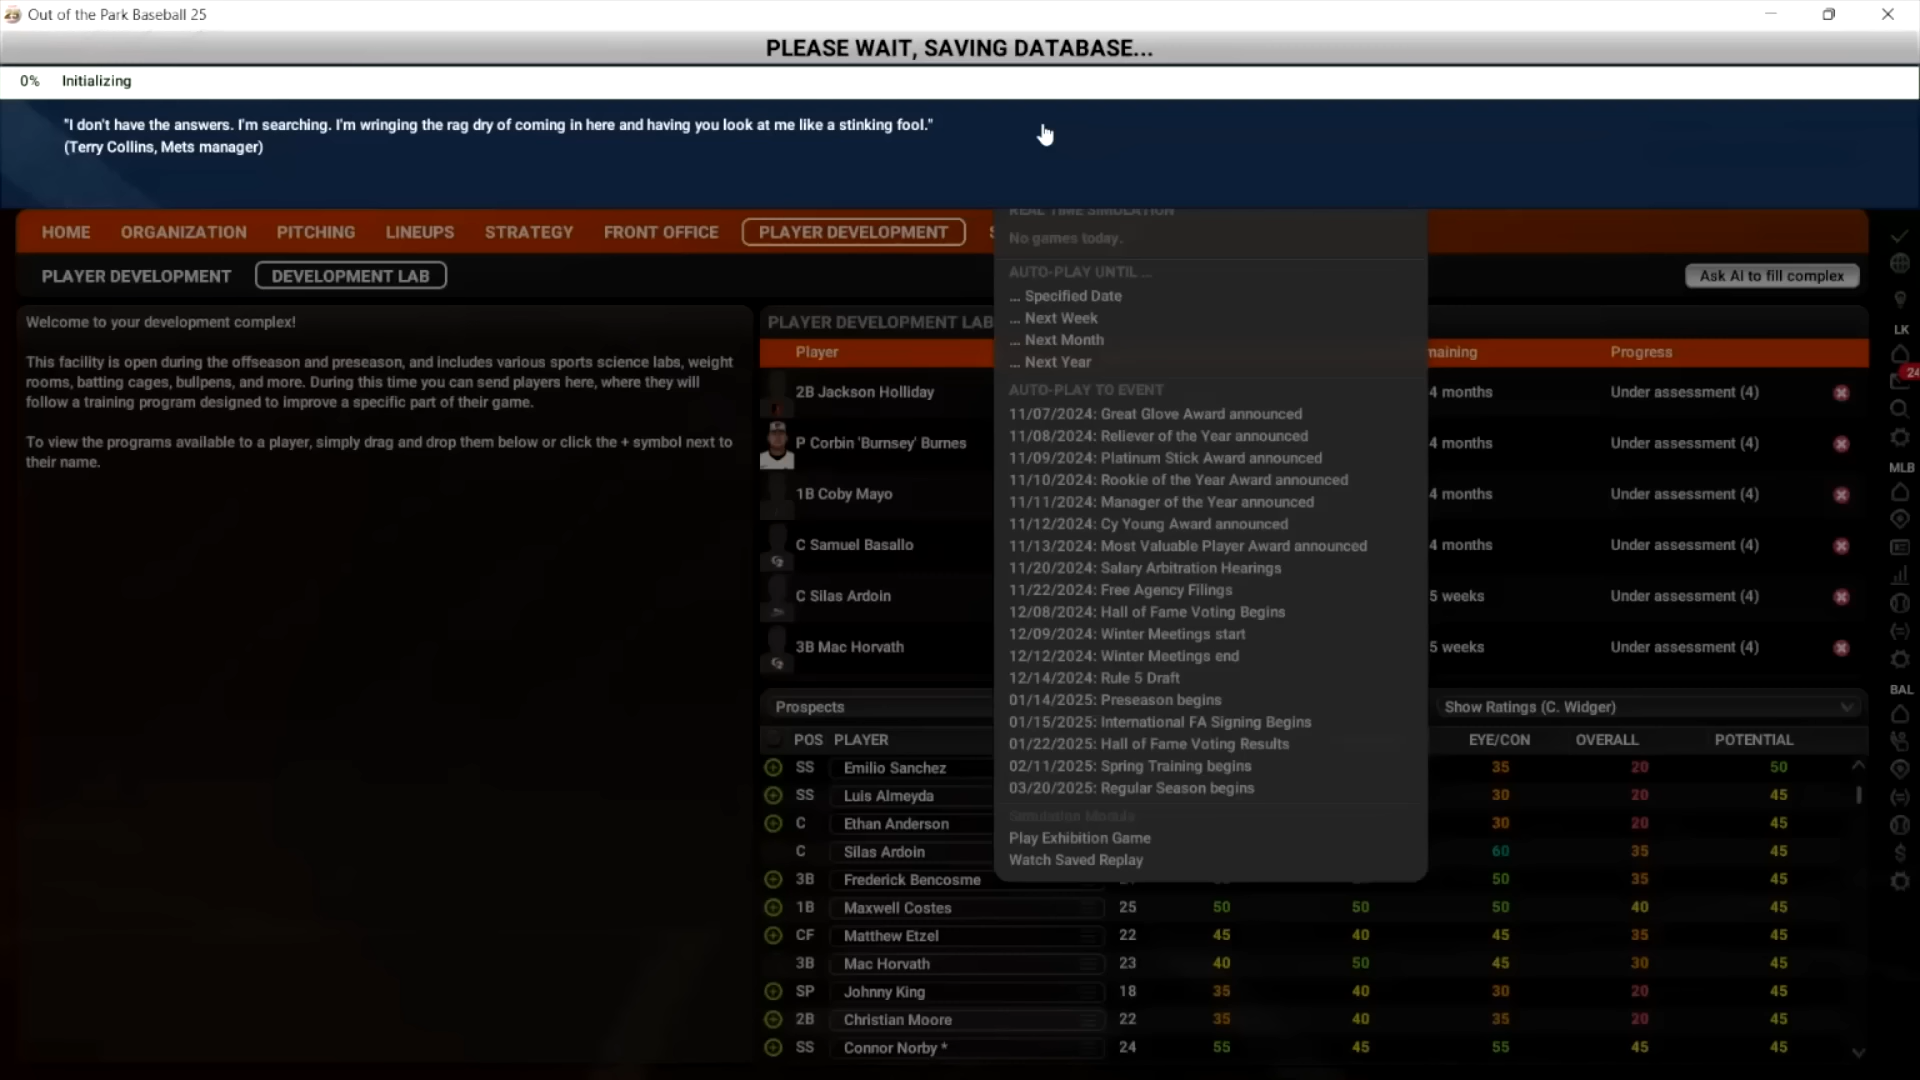 Out of the Park Baseball 25
PLEASE WAIT, SAVING DATABASE...
0% Initializing
"I don't have the answers. I'm searching. I'm wringing the rag dry of coming in here and having you look at me like a stinking fool."
(Terry Collins, Mets manager)
HOME ORGANIZATION PITCHING LINEUPS STRATEGY FRONT OFFICE PLAYER DEVELOPMENT
PLAYER DEVELOPMENT DEVELOPMENT LAB
Ask AI to fill complex
Welcome to your development complex!
This facility is open during the offseason and preseason, and includes various sports science labs, weight
rooms, batting cages, bullpens, and more. During this time you can send players here, where they will
follow a training program designed to improve a specific part of their game.
To view the programs available to a player, simply drag and drop them below or click the + symbol next to
their name.
REAL TIME SIMULATION
No games today.
AUTO-PLAY UNTIL ...
... Specified Date
... Next Week
... Next Month
... Next Year
AUTO-PLAY TO EVENT
11/07/2024: Great Glove Award announced
11/08/2024: Reliever of the Year announced
11/09/2024: Platinum Stick Award announced
11/10/2024: Rookie of the Year Award announced
11/11/2024: Manager of the Year announced
11/12/2024: Cy Young Award announced
11/13/2024: Most Valuable Player Award announced
11/20/2024: Salary Arbitration Hearings
11/22/2024: Free Agency Filings
12/08/2024: Hall of Fame Voting Begins
12/09/2024: Winter Meetings start
12/12/2024: Winter Meetings end
12/14/2024: Rule 5 Draft
01/14/2025: Preseason begins
01/15/2025: International FA Signing Begins
01/22/2025: Hall of Fame Voting Results
02/11/2025: Spring Training begins
03/20/2025: Regular Season begins
Simulation Module
Play Exhibition Game
Watch Saved Replay
PLAYER DEVELOPMENT LAB
Player Progress
2B Jackson Holliday 4 months Under assessment (4)
P Corbin 'Burnsey' Burnes 4 months Under assessment (4)
1B Coby Mayo 4 months Under assessment (4)
C Samuel Basallo 4 months Under assessment (4)
C Silas Ardoin 5 weeks Under assessment (4)
3B Mac Horvath 5 weeks Under assessment (4)
Prospects Show Ratings (C. Widger)
POS PLAYER EYE/CON OVERALL POTENTIAL
SS Emilio Sanchez 35 20 50
SS Luis Almeyda 30 20 45
C Ethan Anderson 30 20 45
C Silas Ardoin 60 35 45
3B Frederick Bencosme 50 35 45
1B Maxwell Costes 25 50 50 50 40 45
CF Matthew Etzel 22 45 40 45 35 45
3B Mac Horvath 23 40 50 45 30 45
SP Johnny King 18 35 40 30 20 45
2B Christian Moore 22 35 40 35 20 45
SS Connor Norby * 24 55 45 55 45 45
LK
24
MLB
BAL